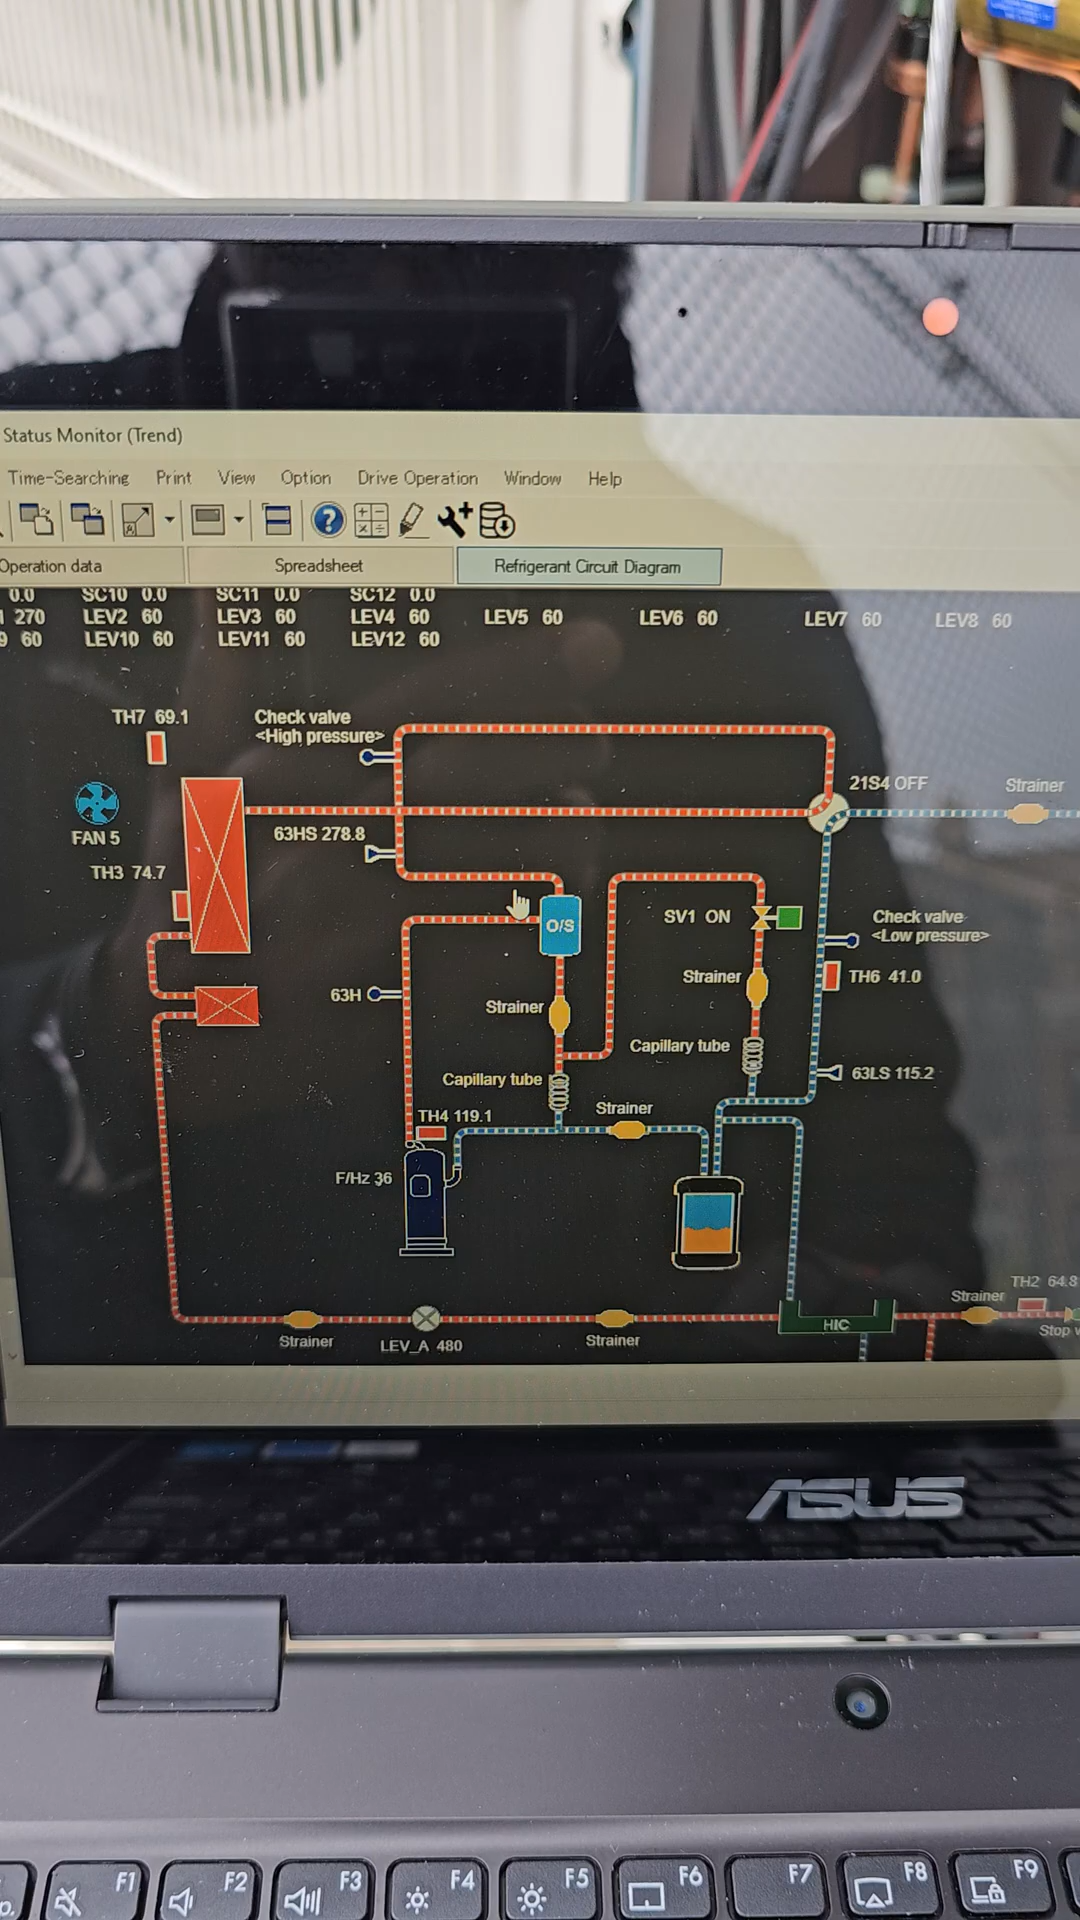 Status Monitor (Trend)
Time-Searching Print View Option Drive Operation Window Help
Operation data Spreadsheet Refrigerant Circuit Diagram
0.0 SC10 0.0 SC11 0.0 SC12 0.0
270 LEV2 60 LEV3 60 LEV4 60 LEV5 60 LEV6 60 LEV7 60 LEV8 60
9 60 LEV10 60 LEV11 60 LEV12 60
TH7 69.1
Check valve
<High pressure>
21S4 OFF
Strainer
FAN 5
63HS 278.8
TH3 74.7
O/S
SV1 ON
Check valve
<Low pressure>
Strainer
TH6 41.0
63H
Strainer
Capillary tube
63LS 115.2
Capillary tube
Strainer
TH4 119.1
F/Hz 36
TH2 64.8
Strainer
HIC
Stop v
Strainer
LEV_A 480
Strainer
ASUS
F1 F2 F3 F4 F5 F6 F7 F8 F9